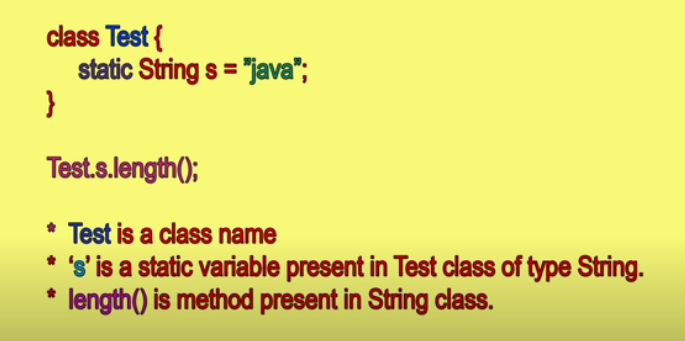 class Test {
static String s = ”java”;
}
Test.s.length();
* Test is a class name
* ‘s’ is a static variable present in Test class of type String.
* length() is method present in String class.